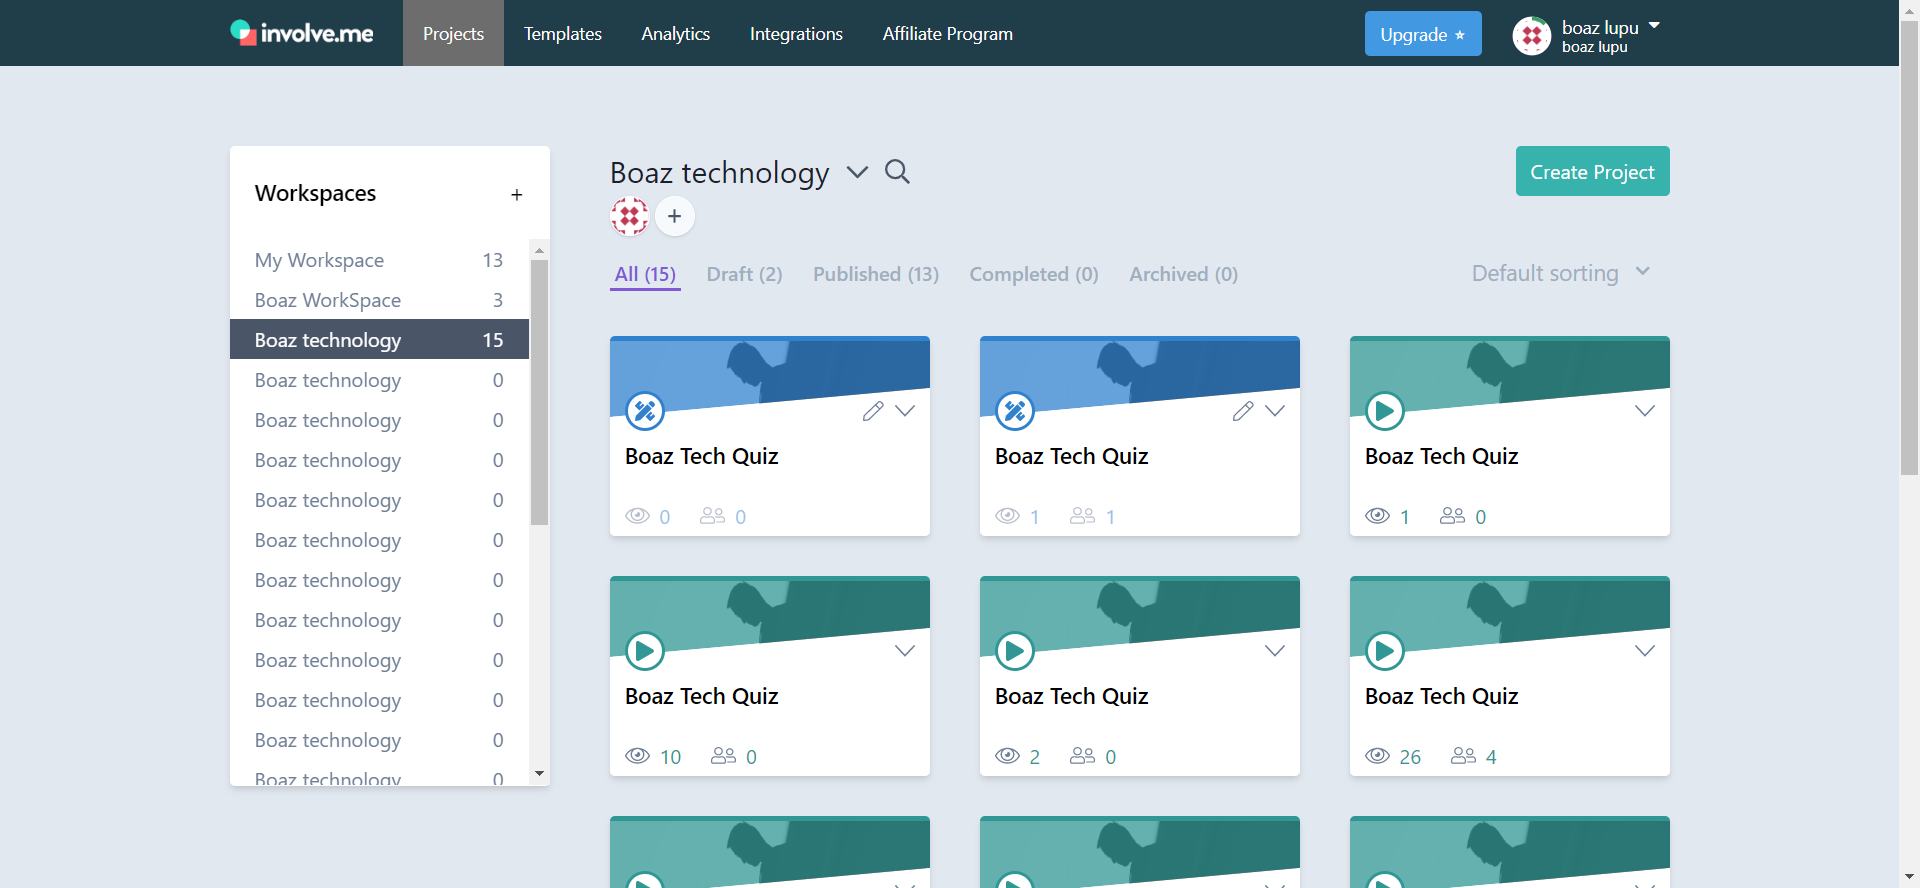 involve.me
Projects
Templates
Analytics
Integrations
Affiliate Program
Upgrade
boaz lupu
boaz lupu
Workspaces
+
My Workspace 13
Boaz WorkSpace 3
Boaz technology 15
Boaz technology 0
Boaz technology 0
Boaz technology 0
Boaz technology 0
Boaz technology 0
Boaz technology 0
Boaz technology 0
Boaz technology 0
Boaz technology 0
Boaz technology 0
Boaz technology 0
Boaz technology
+
Create Project
All (15)
Draft (2)
Published (13)
Completed (0)
Archived (0)
Default sorting
Boaz Tech Quiz
0 0
Boaz Tech Quiz
1 1
Boaz Tech Quiz
1 0
Boaz Tech Quiz
10 0
Boaz Tech Quiz
2 0
Boaz Tech Quiz
26 4